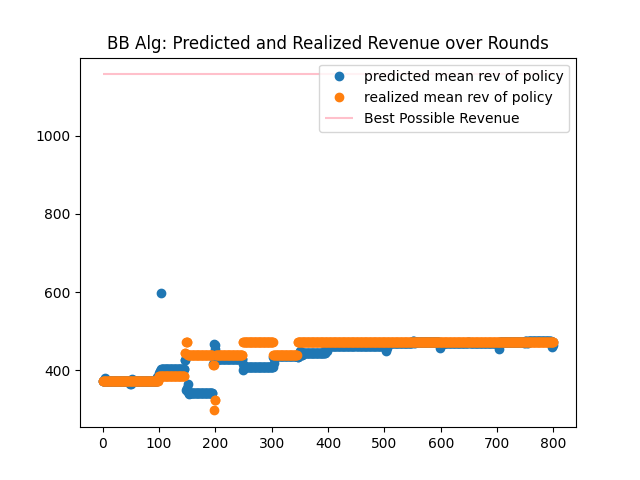 BB Alg: Predicted and Realized Revenue over Rounds
predicted mean rev of policy
realized mean rev of policy
Best Possible Revenue
1000
800
600
400
0 100 200 300 400 500 600 700 800